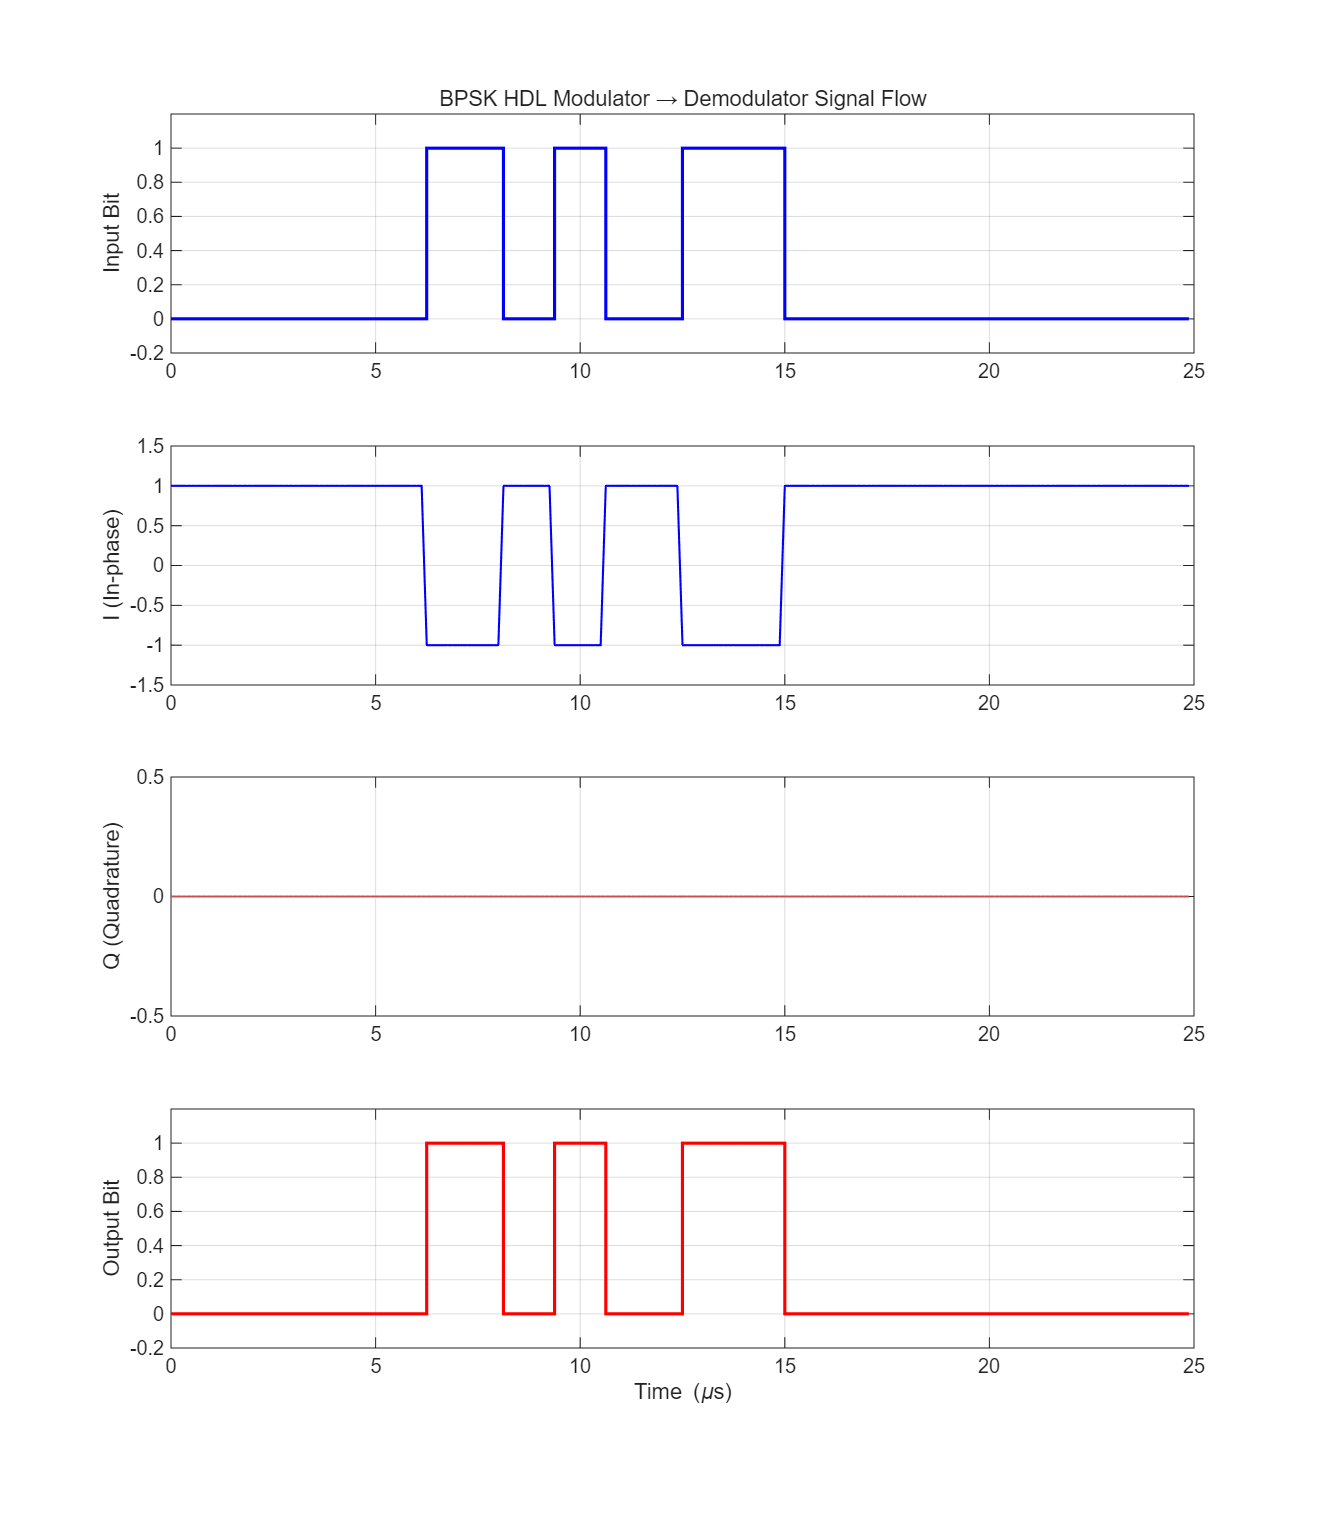 BPSK HDL Modulator → Demodulator Signal Flow
Input Bit
1
0.8
0.6
0.4
0.2
0
-0.2
0 5 10 15 20 25
I (In-phase)
1.5
1
0.5
0
-0.5
-1
-1.5
0 5 10 15 20 25
Q (Quadrature)
0.5
0
-0.5
0 5 10 15 20 25
Output Bit
1
0.8
0.6
0.4
0.2
0
-0.2
0 5 10 15 20 25
Time (µs)